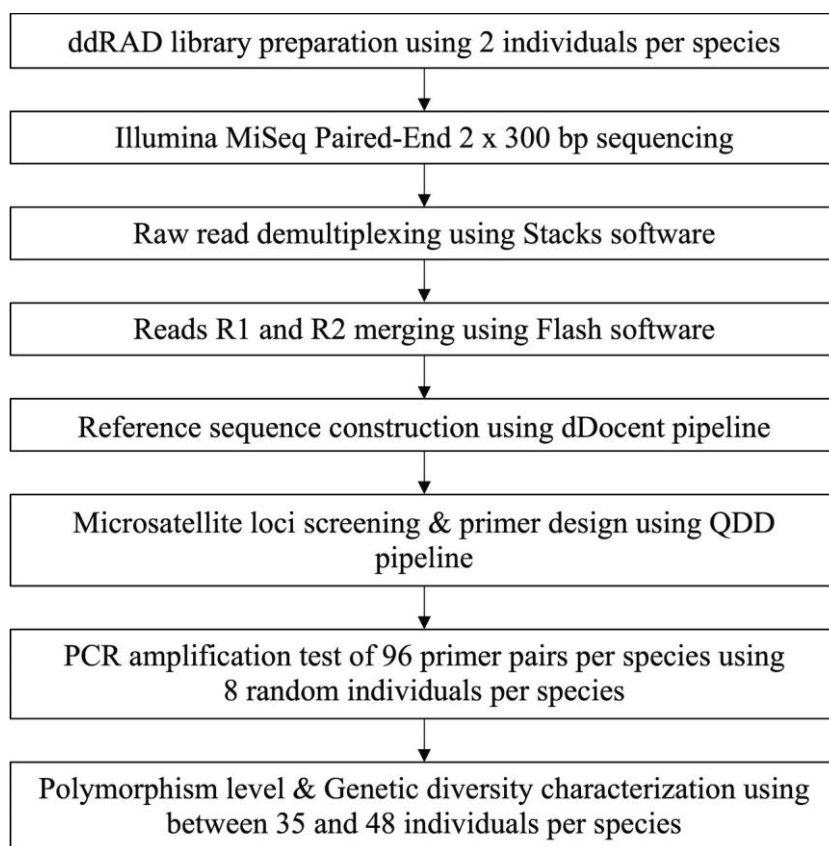 ddRAD library preparation using 2 individuals per species
Illumina MiSeq Paired-End 2 x 300 bp sequencing
Raw read demultiplexing using Stacks software
Reads R1 and R2 merging using Flash software
Reference sequence construction using dDocent pipeline
Microsatellite loci screening & primer design using QDD
pipeline
PCR amplification test of 96 primer pairs per species using
8 random individuals per species
Polymorphism level & Genetic diversity characterization using
between 35 and 48 individuals per species